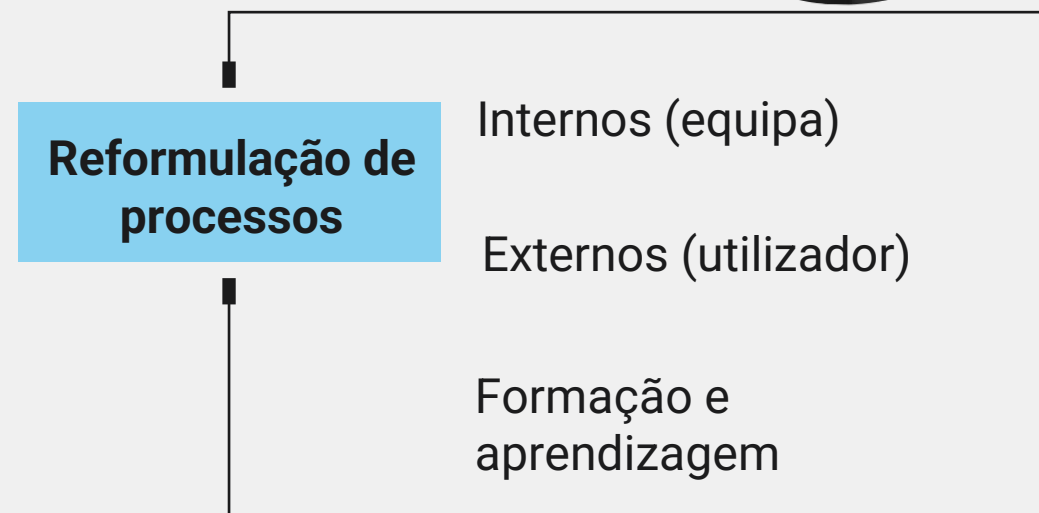 Reformulação de
processos
Internos (equipa)
Externos (utilizador)
Formação e
aprendizagem